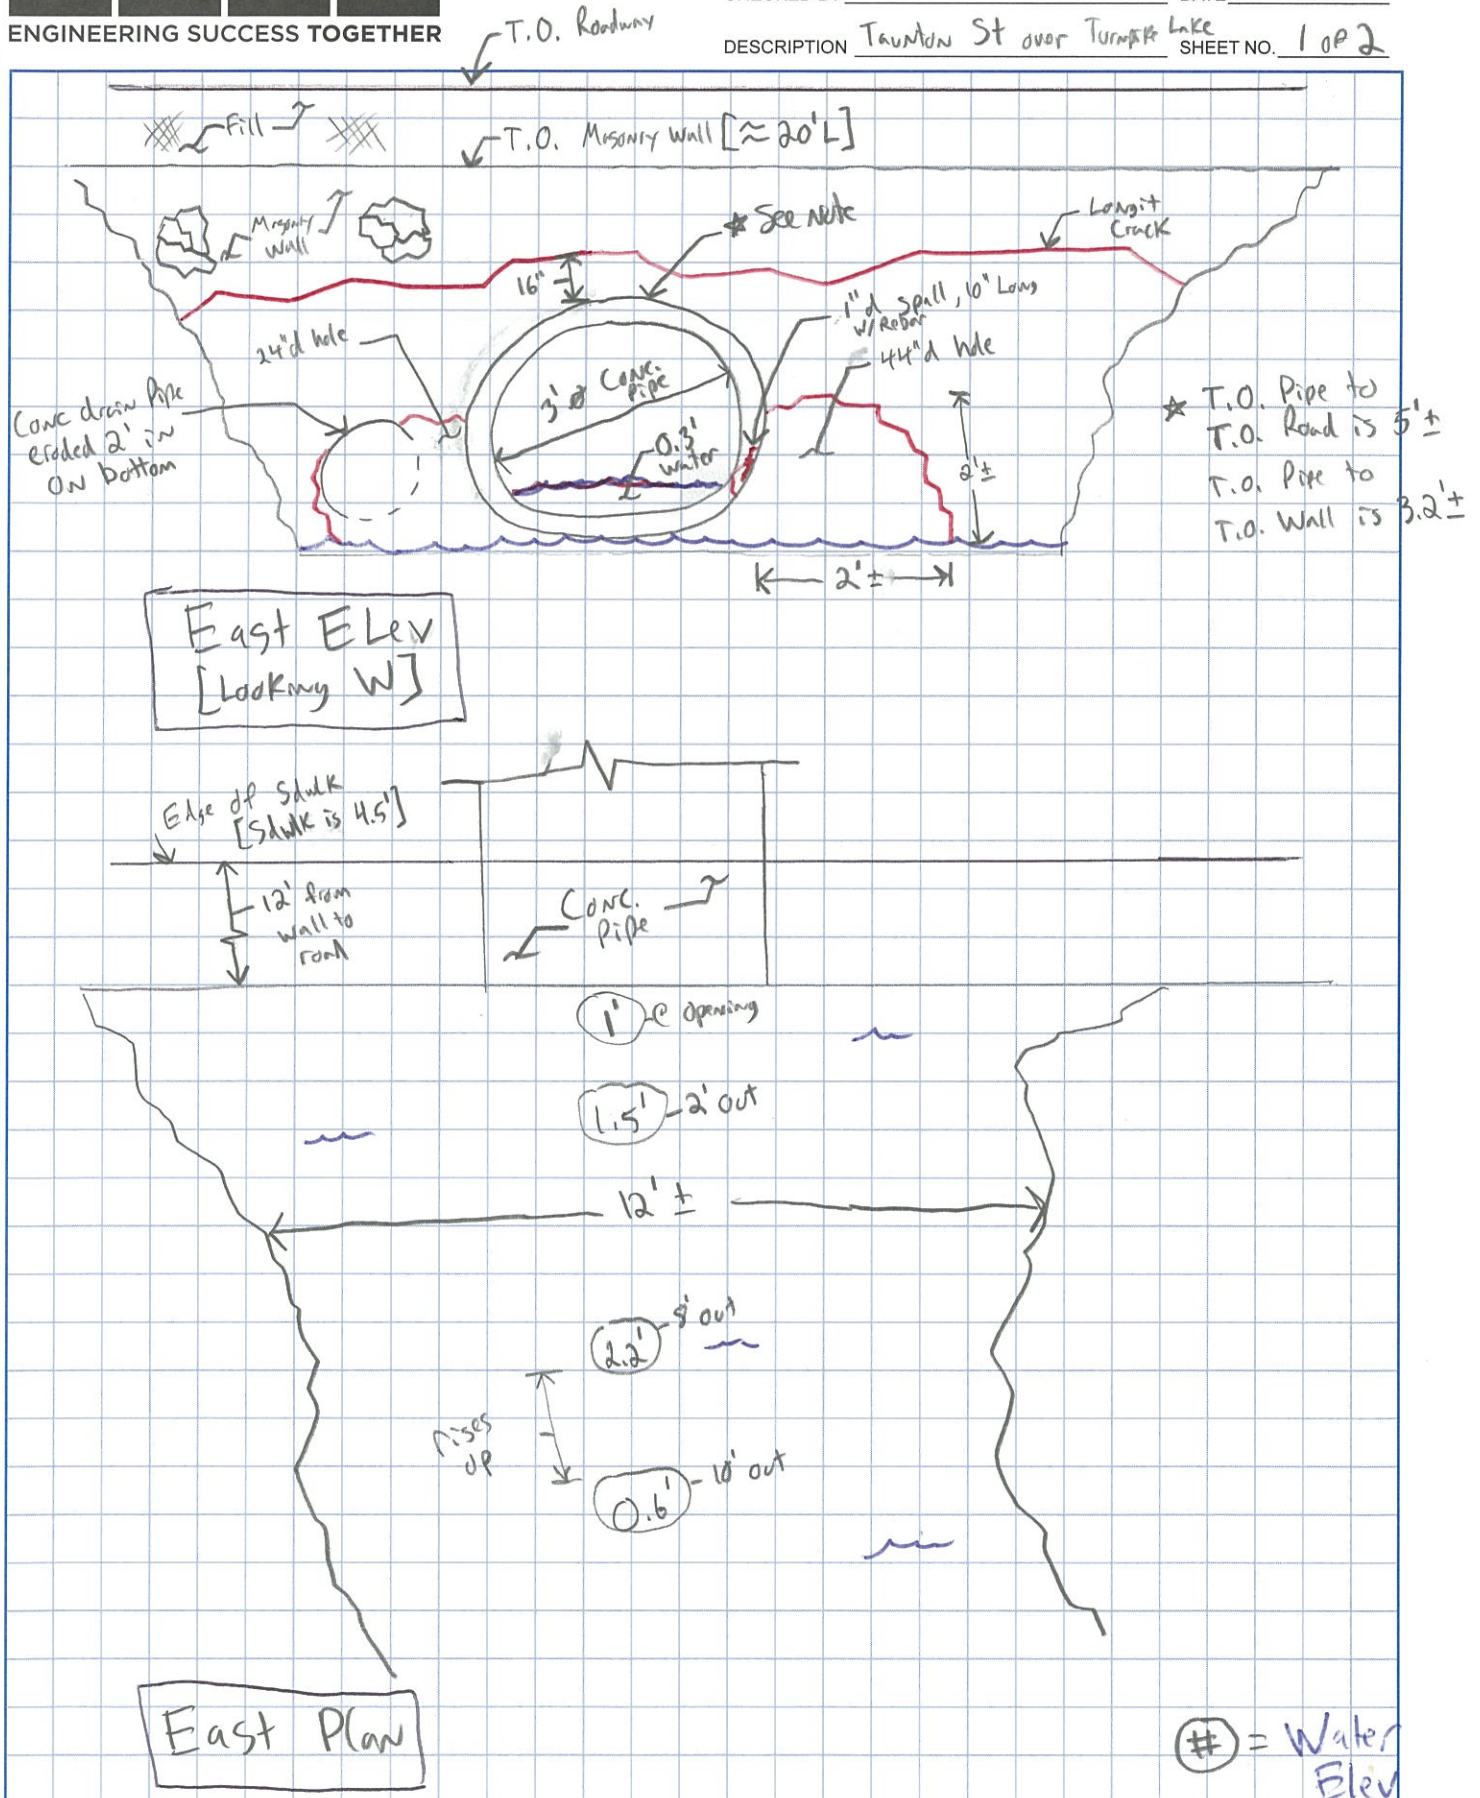 ENGINEERING SUCCESS TOGETHER
DESCRIPTION Taunton St over Turnpike Lake
SHEET NO. 1 of 2
T.O. Roadway
Fill
T.O. Masonry Wall [≈ 20' L]
Masonry
Wall
* See Note
Longit
Crack
16"
1"d Spall, 10" Long
w/ Rebar
24"d hole
44"d hole
3' ø Conc.
Pipe
Conc drain Pipe
eroded 2' in
on bottom
0.3'
water
2'±
* T.O. Pipe to
T.O. Road is 5'±
T.O. Pipe to
T.O. Wall is 3.2'±
2'±
East ELev
[Looking W]
Edge of Sdwlk
[Sdwlk is 4.5']
12' from
wall to
road
Conc.
Pipe
1' @ opening
1.5' - 2' out
12' ±
2.2' - 8' out
rises
up
0.6' - 10' out
East Plan
# = Water
Elev